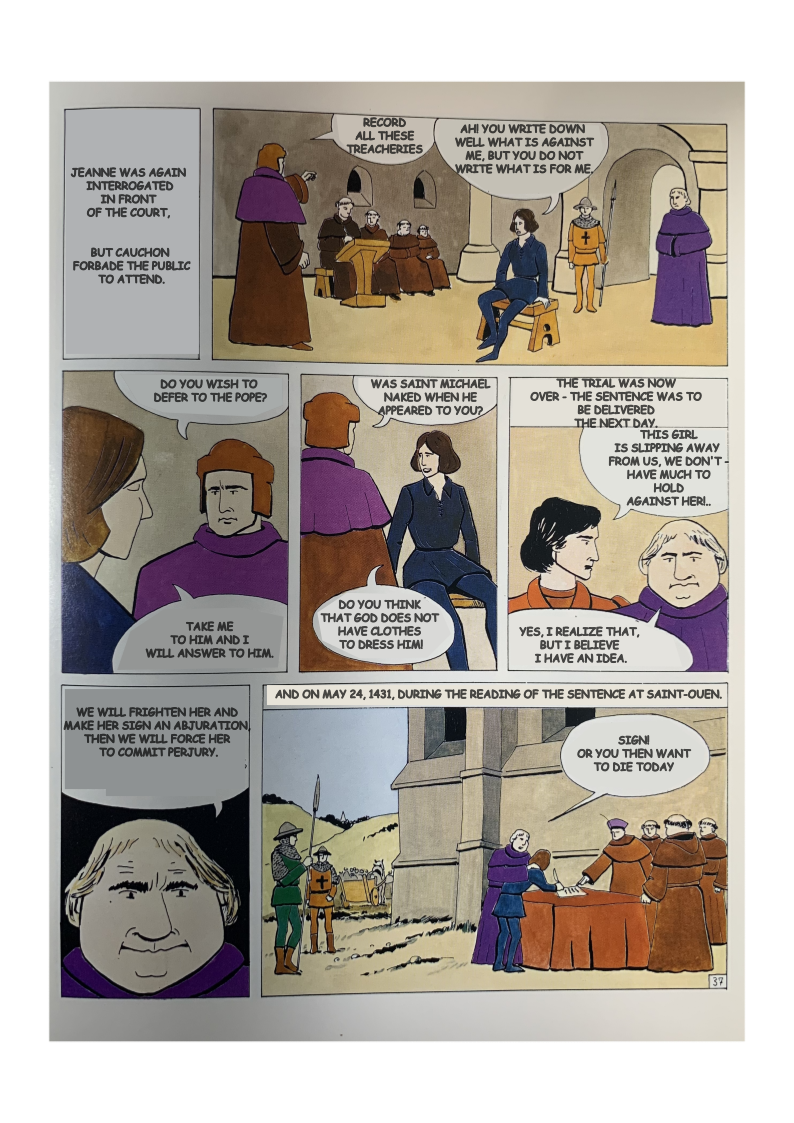 JEANNE WAS AGAIN
INTERROGATED
IN FRONT
OF THE COURT,
BUT CAUCHON
FORBADE THE PUBLIC
TO ATTEND.
RECORD
ALL THESE
TREACHERIES
AH! YOU WRITE DOWN
WELL WHAT IS AGAINST
ME, BUT YOU DO NOT
WRITE WHAT IS FOR ME.
DO YOU WISH TO
DEFER TO THE POPE?
TAKE ME
TO HIM AND I
WILL ANSWER TO HIM.
WAS SAINT MICHAEL
NAKED WHEN HE
APPEARED TO YOU?
DO YOU THINK
THAT GOD DOES NOT
HAVE CLOTHES
TO DRESS HIM!
THE TRIAL WAS NOW
OVER - THE SENTENCE WAS TO
BE DELIVERED
THE NEXT DAY.
THIS GIRL
IS SLIPPING AWAY
FROM US, WE DON'T -
HAVE MUCH TO
HOLD
AGAINST HER!..
YES, I REALIZE THAT,
BUT I BELIEVE
I HAVE AN IDEA.
WE WILL FRIGHTEN HER AND
MAKE HER SIGN AN ABJURATION,
THEN WE WILL FORCE HER
TO COMMIT PERJURY.
AND ON MAY 24, 1431, DURING THE READING OF THE SENTENCE AT SAINT-OUEN.
SIGN!
OR YOU THEN WANT
TO DIE TODAY
37